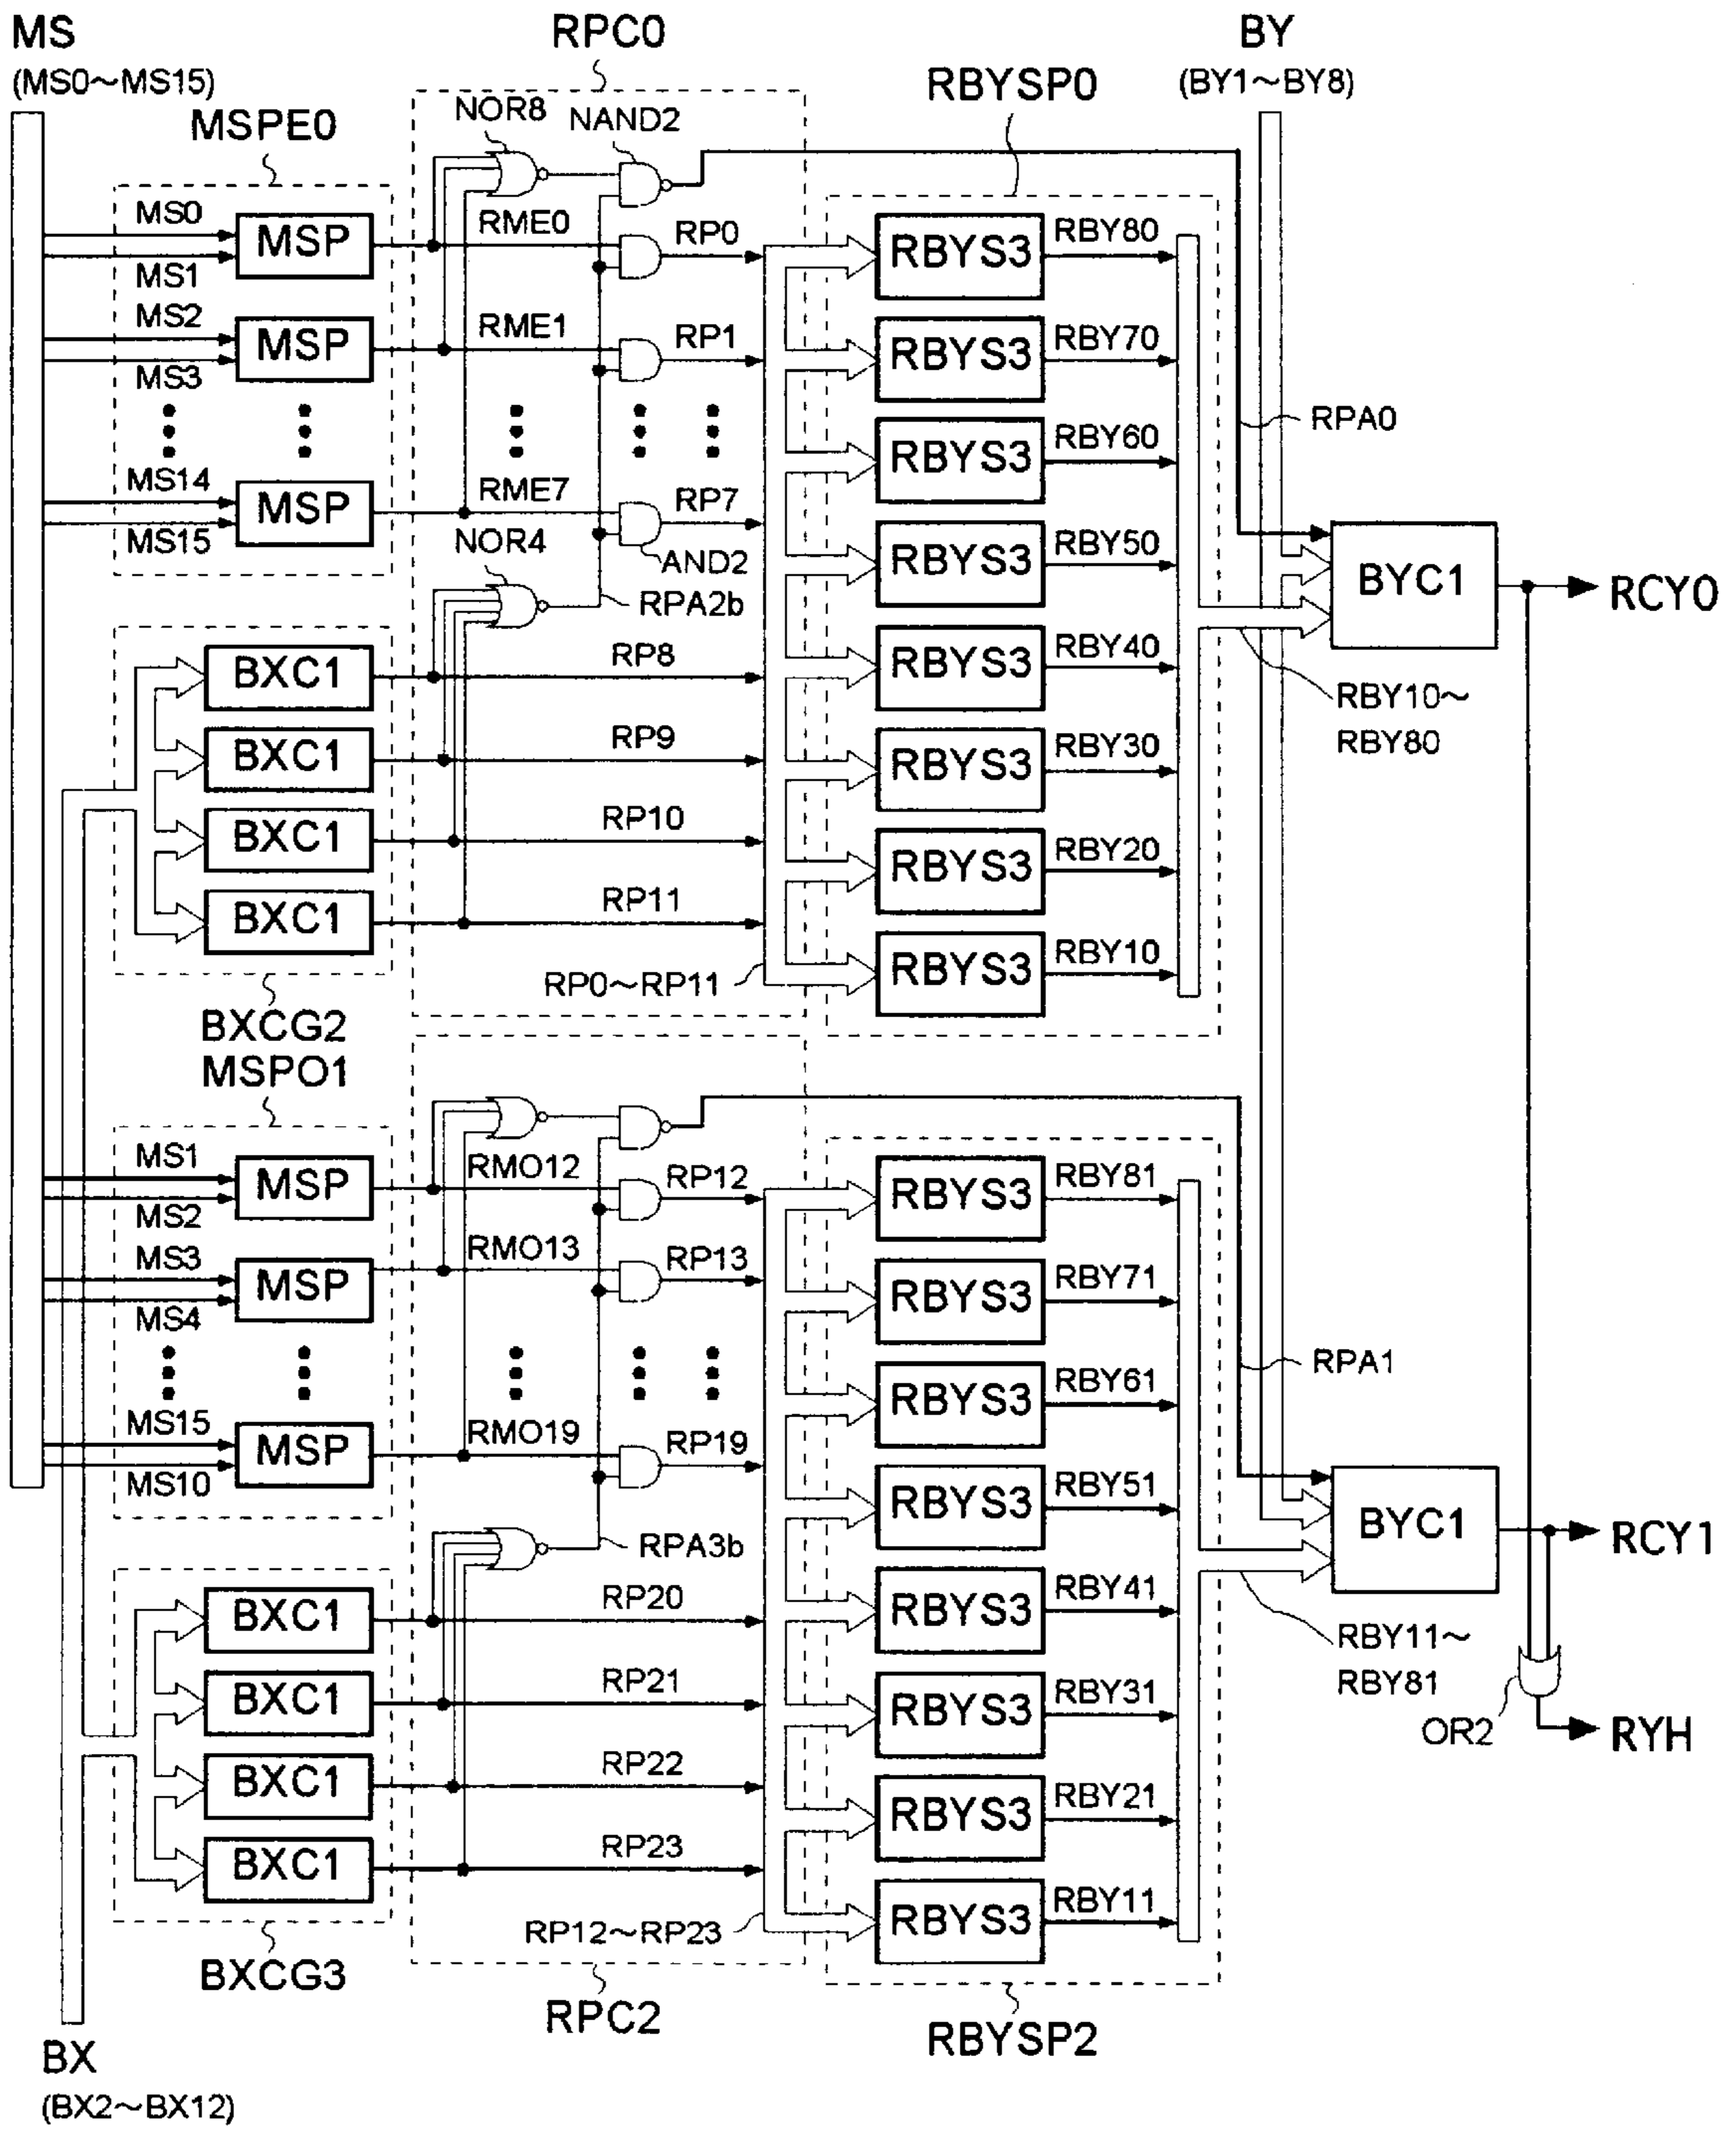 MS
(MS0~MS15)
RPC0
BY
(BY1~BY8)
MSPE0
NOR8
NAND2
RBYSP0
MS0
MSP
MS1
RME0
RP0
RBYS3
RBY80
MS2
MSP
MS3
RME1
RP1
RBYS3
RBY70
RPA0
RBYS3
RBY60
MS14
MSP
MS15
RME7
RP7
NOR4
AND2
RBYS3
RBY50
BYC1
RCY0
RPA2b
BXC1
RP8
RBYS3
RBY40
RBY10~
RBY80
BXC1
RP9
RBYS3
RBY30
BXC1
RP10
RBYS3
RBY20
BXC1
RP11
RBYS3
RBY10
RP0~RP11
BXCG2
MSPO1
MS1
MSP
MS2
RMO12
RP12
RBYS3
RBY81
MS3
MSP
MS4
RMO13
RP13
RBYS3
RBY71
RPA1
RBYS3
RBY61
MS15
MSP
MS10
RMO19
RP19
RBYS3
RBY51
BYC1
RCY1
RPA3b
BXC1
RP20
RBYS3
RBY41
RBY11~
RBY81
BXC1
RP21
RBYS3
RBY31
OR2
RYH
BXC1
RP22
RBYS3
RBY21
BXC1
RP23
RBYS3
RBY11
RP12~RP23
BXCG3
RPC2
RBYSP2
BX
(BX2~BX12)